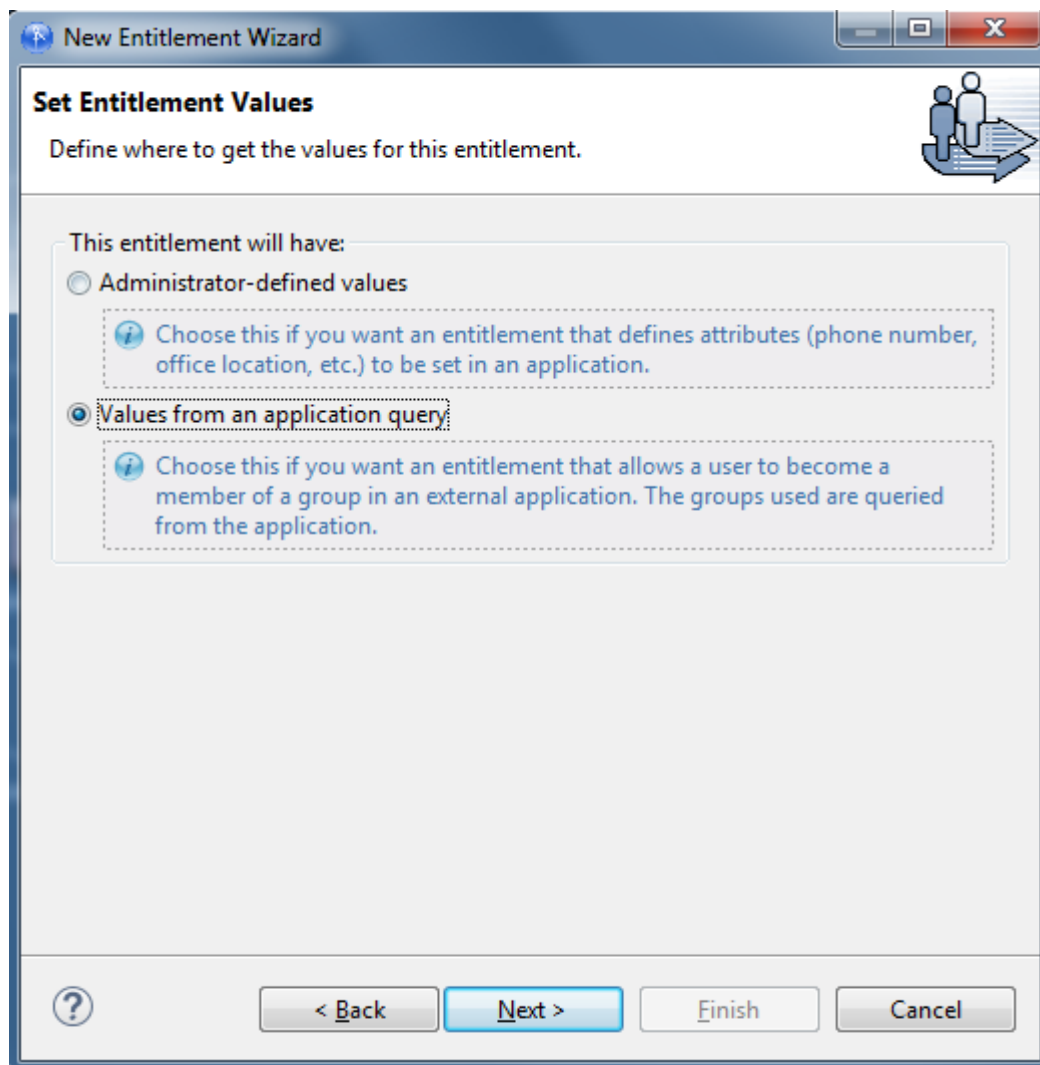 New Entitlement Wizard
Set Entitlement Values
Define where to get the values for this entitlement.
This entitlement will have:
Administrator-defined values
Choose this if you want an entitlement that defines attributes (phone number,
office location, etc.) to be set in an application.
Values from an application query
Choose this if you want an entitlement that allows a user to become a
member of a group in an external application. The groups used are queried
from the application.
? < Back Next > Finish Cancel